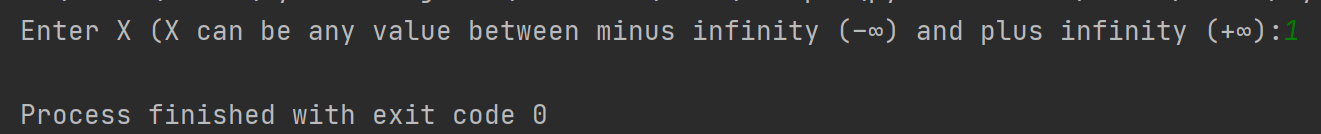 Enter X (X can be any value between minus infinity (-∞) and plus infinity (+∞):1
Process finished with exit code 0